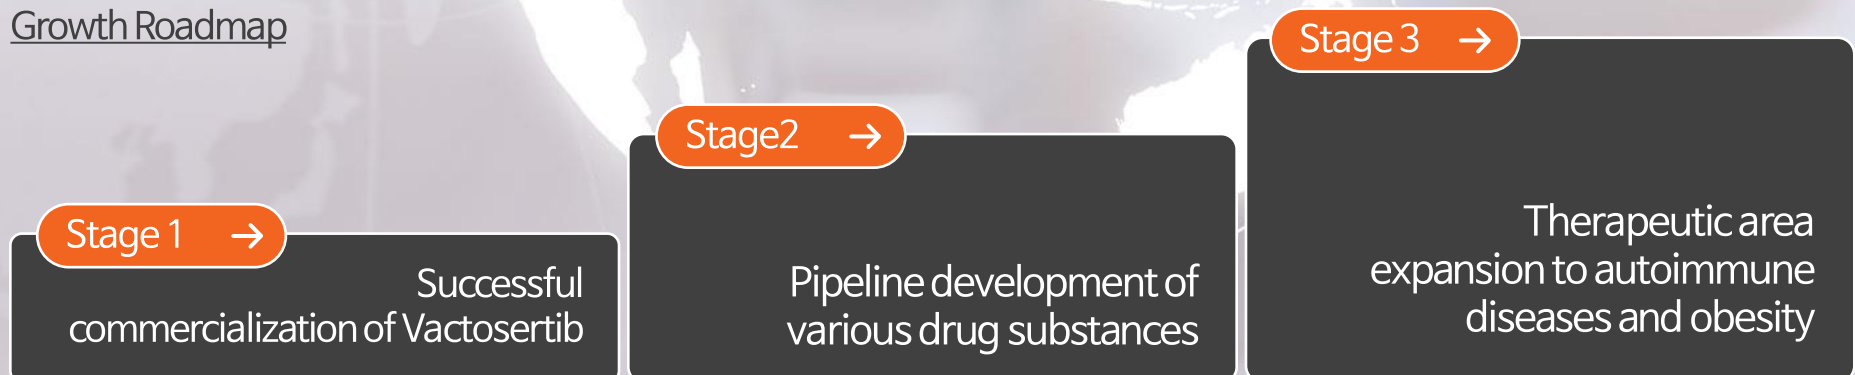 Growth Roadmap
Stage 1 →
Successful
commercialization of Vactosertib
Stage2 →
Pipeline development of
various drug substances
Stage 3 →
Therapeutic area
expansion to autoimmune
diseases and obesity